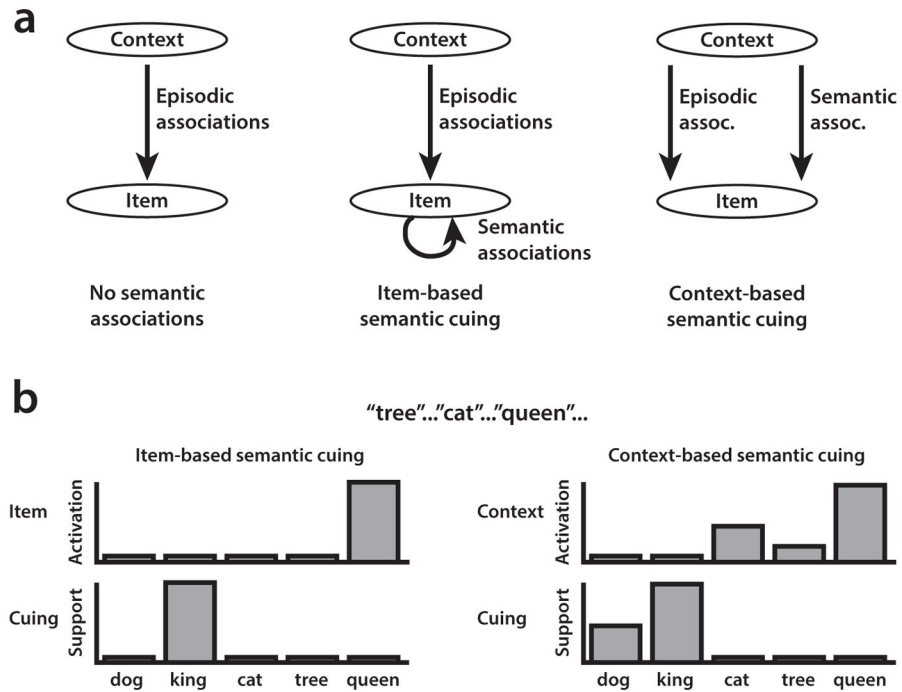 a
Context
Episodic
associations
Item
No semantic
associations
Context
Episodic
associations
Item
Semantic
associations
Item-based
semantic cuing
Context
Episodic
assoc.
Semantic
assoc.
Item
Context-based
semantic cuing
b
“tree”...”cat”...”queen”...
Item-based semantic cuing
Item
Activation
Cuing
Support
dog king cat tree queen
Context-based semantic cuing
Context
Activation
Cuing
Support
dog king cat tree queen